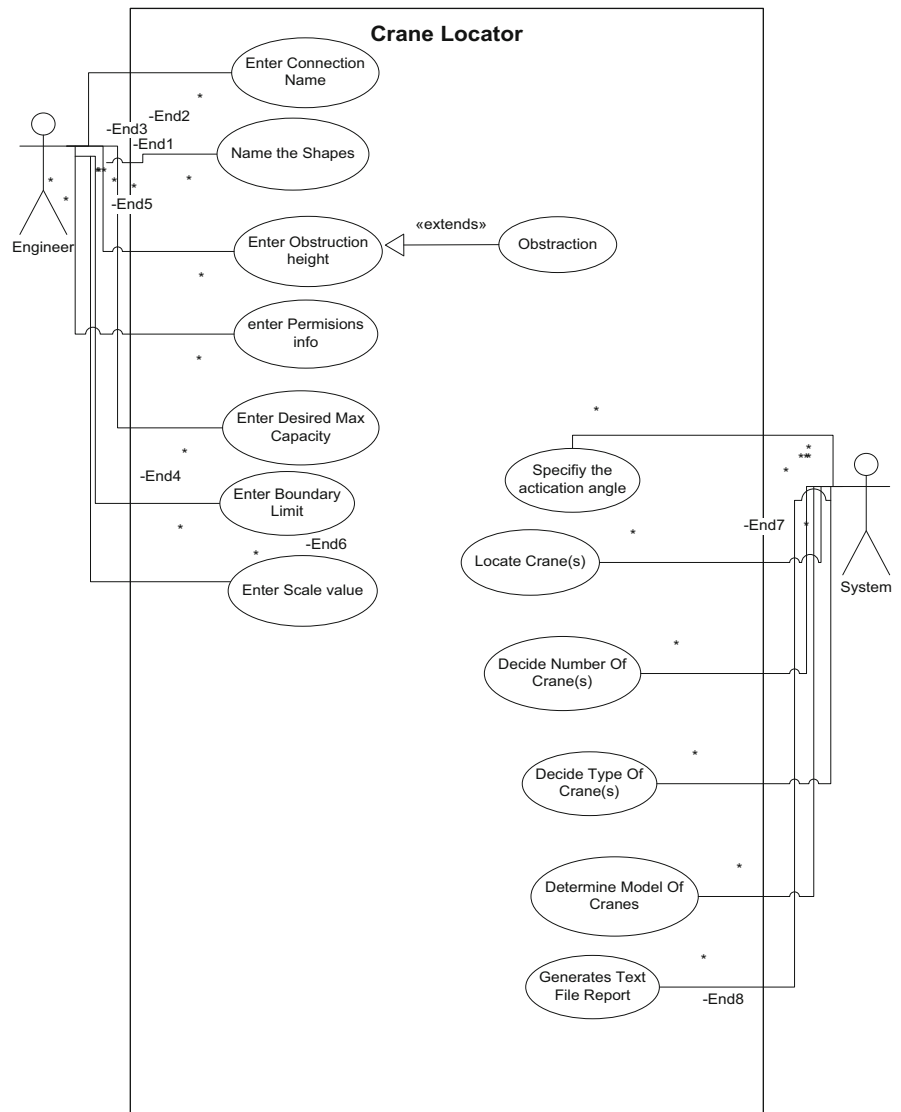 Crane Locator
Enter Connection
Name
*
-End2
-End3
-End1
Name the Shapes
*
**
*
*
*
*
-End5
Engineer
«extends»
Enter Obstruction
height
Obstraction
*
enter Permisions
info
*
Enter Desired Max
Capacity
*
*
-End4
Specifiy the
actication angle
*
**
*
Enter Boundary
Limit
*
-End6
*
-End7
*
*
Locate Crane(s)
Enter Scale value
System
Decide Number Of
Crane(s)
*
Decide Type Of
Crane(s)
*
Determine Model Of
Cranes
*
Generates Text
File Report
*
-End8